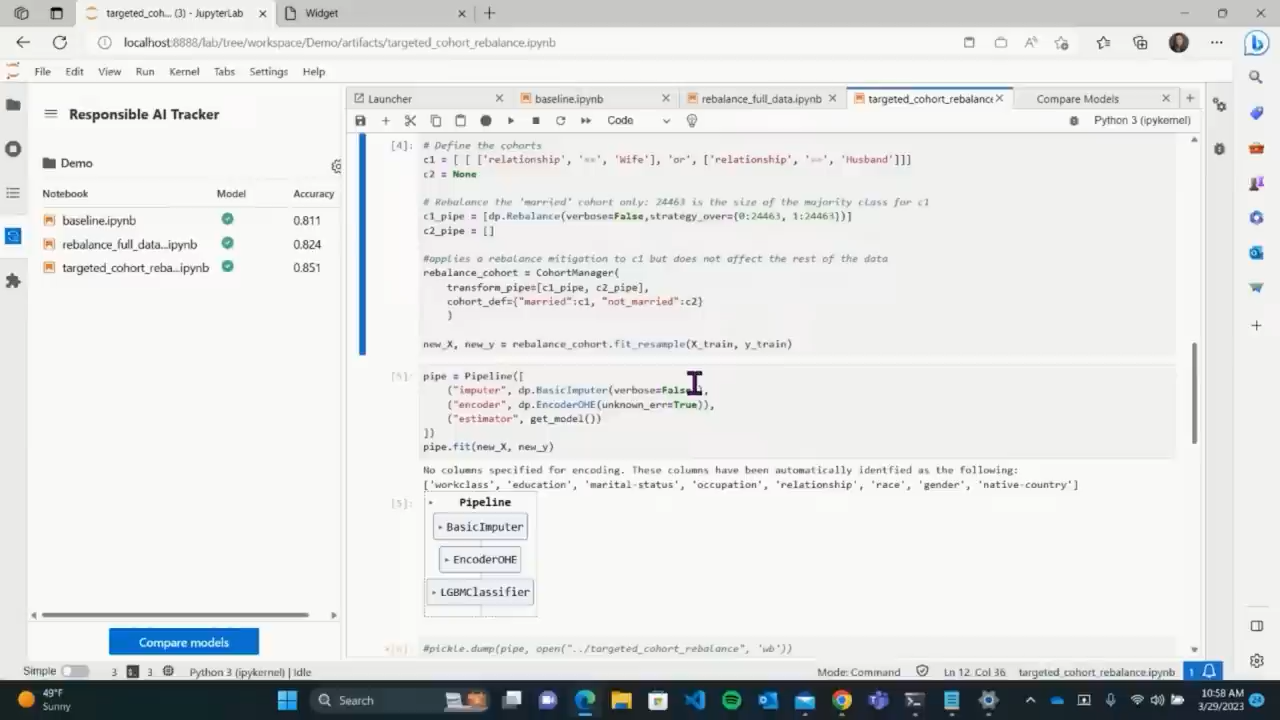 targeted_coh... (3) - JupyterLab
Widget
localhost:8888/lab/tree/workspace/Demo/artifacts/targeted_cohort_rebalance.ipynb
File Edit View Run Kernel Tabs Settings Help
Responsible AI Tracker
Demo
Notebook Model Accuracy
baseline.ipynb 0.811
rebalance_full_data...ipynb 0.824
targeted_cohort_reba...ipynb 0.851
Compare models
Launcher
baseline.ipynb
rebalance_full_data.ipynb
targeted_cohort_rebalance
Compare Models
Code
Python 3 (ipykernel)
[4]:
# Define the cohorts
c1 = [ [ ['relationship', '==', 'Wife'], 'or', ['relationship', '==', 'Husband']]]
c2 = None
# Rebalance the 'married' cohort only: 24463 is the size of the majority class for c1
c1_pipe = [dp.Rebalance(verbose=False,strategy_over={0:24463, 1:24463})]
c2_pipe = []
#applies a rebalance mitigation to c1 but does not affect the rest of the data
rebalance_cohort = CohortManager(
transform_pipe=[c1_pipe, c2_pipe],
cohort_def={"married":c1, "not_married":c2}
)
new_X, new_y = rebalance_cohort.fit_resample(X_train, y_train)
[5]:
pipe = Pipeline([
("imputer", dp.BasicImputer(verbose=False)),
("encoder", dp.EncoderOHE(unknown_err=True)),
("estimator", get_model())
])
pipe.fit(new_X, new_y)
No columns specified for encoding. These columns have been automatically identfied as the following:
['workclass', 'education', 'marital-status', 'occupation', 'relationship', 'race', 'gender', 'native-country']
[5]:
Pipeline
BasicImputer
EncoderOHE
LGBMClassifier
#pickle.dump(pipe, open("../targeted_cohort_rebalance", 'wb'))
Simple 3 3 Python 3 (ipykernel) | Idle
Mode: Command Ln 12, Col 36 targeted_cohort_rebalance.ipynb 1
49°F
Sunny
Search
10:58 AM
3/29/2023